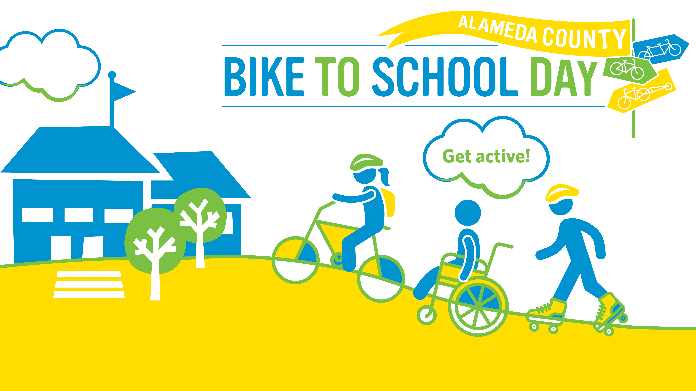 ALAMEDA COUNTY
BIKE TO SCHOOL DAY
Get active!